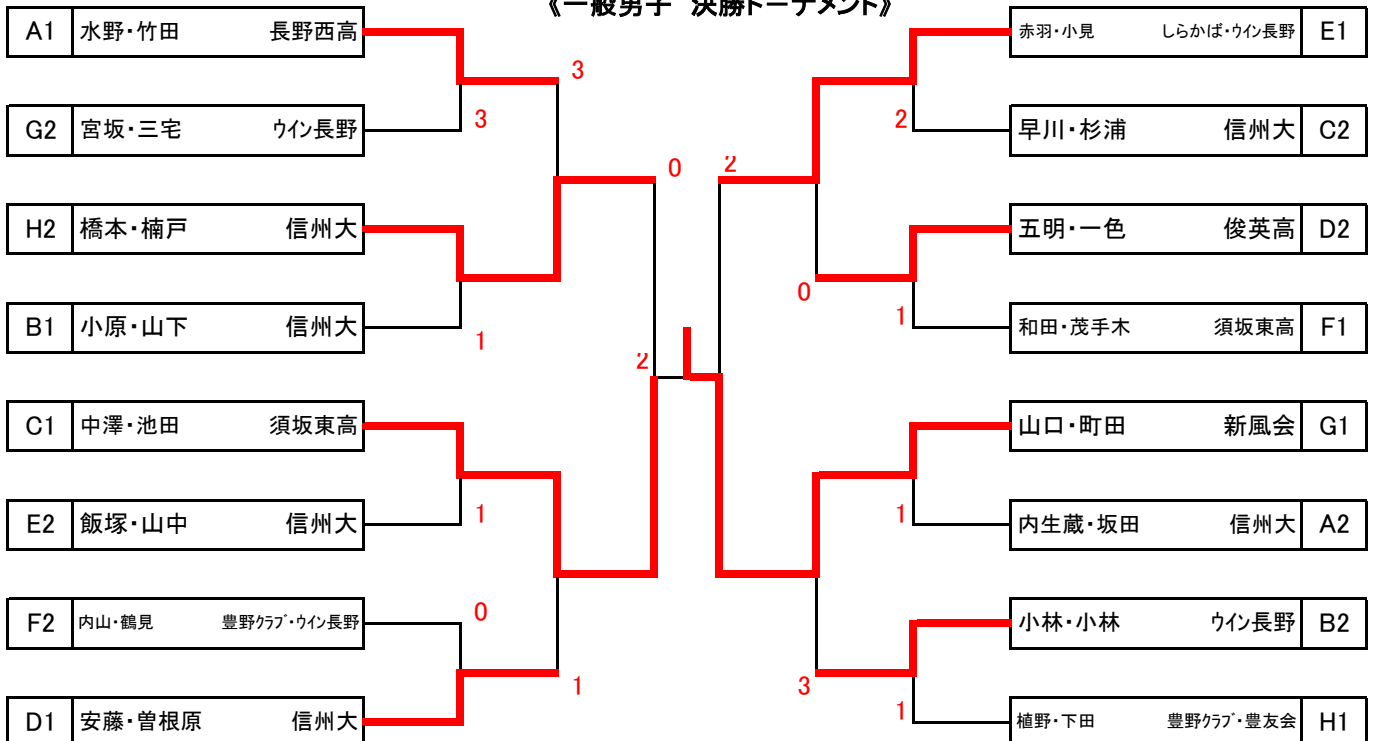 《一般男子 決勝トーナメント》
A1 水野・竹田 長野西高
赤羽・小見 しらかば・ウイン長野 E1
3
G2 宮坂・三宅 ウイン長野
3
2
早川・杉浦 信州大 C2
0
2
H2 橋本・楠戸 信州大
五明・一色 俊英高 D2
0
B1 小原・山下 信州大
1
1
和田・茂手木 須坂東高 F1
2
C1 中澤・池田 須坂東高
山口・町田 新風会 G1
E2 飯塚・山中 信州大
1
1
内生蔵・坂田 信州大 A2
F2 内山・鶴見 豊野クラブ・ウイン長野
0
小林・小林 ウイン長野 B2
1
3
D1 安藤・曽根原 信州大
1
植野・下田 豊野クラブ・豊友会 H1